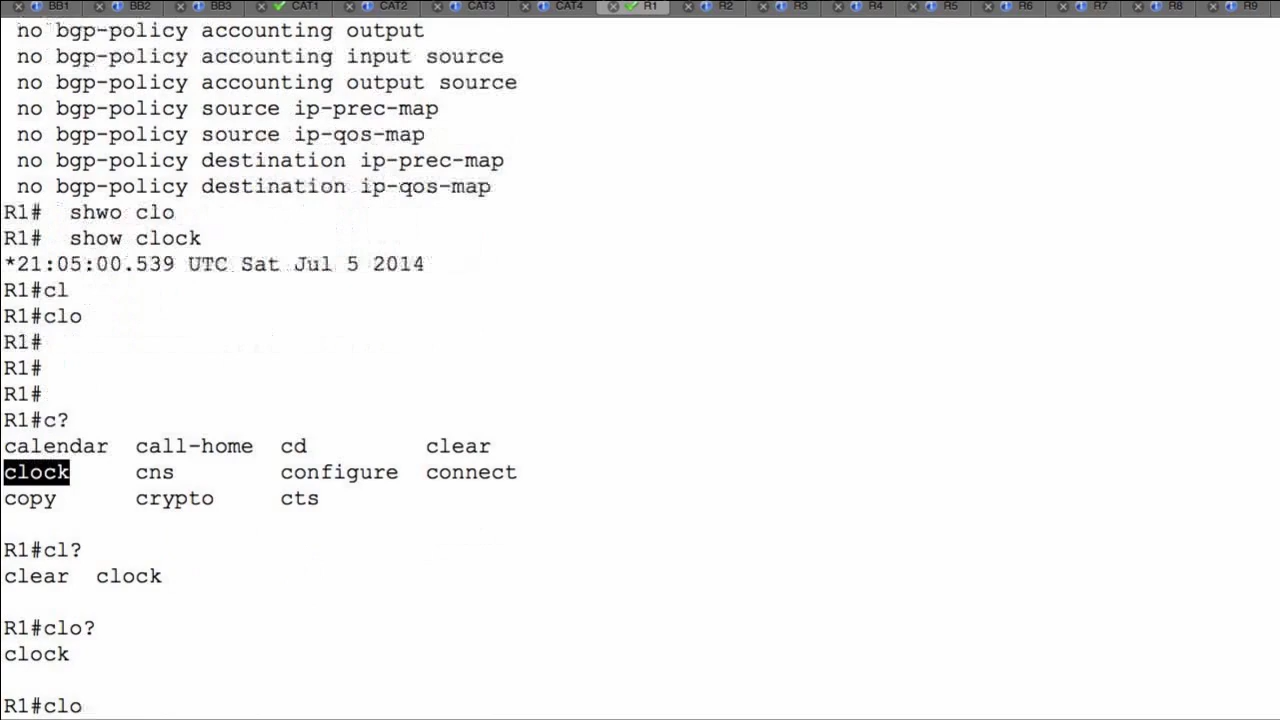 BB1 BB2 BB3 CAT1 CAT2 CAT3 CAT4 R1 R2 R3 R4 R5 R6 R7 R8 R9
no bgp-policy accounting output
no bgp-policy accounting input source
no bgp-policy accounting output source
no bgp-policy source ip-prec-map
no bgp-policy source ip-qos-map
no bgp-policy destination ip-prec-map
no bgp-policy destination ip-qos-map
R1#  shwo clo
R1#  show clock
*21:05:00.539 UTC Sat Jul 5 2014
R1#cl
R1#clo
R1#
R1#
R1#
R1#c?
calendar  call-home  cd         clear
clock     cns        configure  connect
copy      crypto     cts
R1#cl?
clear  clock
R1#clo?
clock
R1#clo